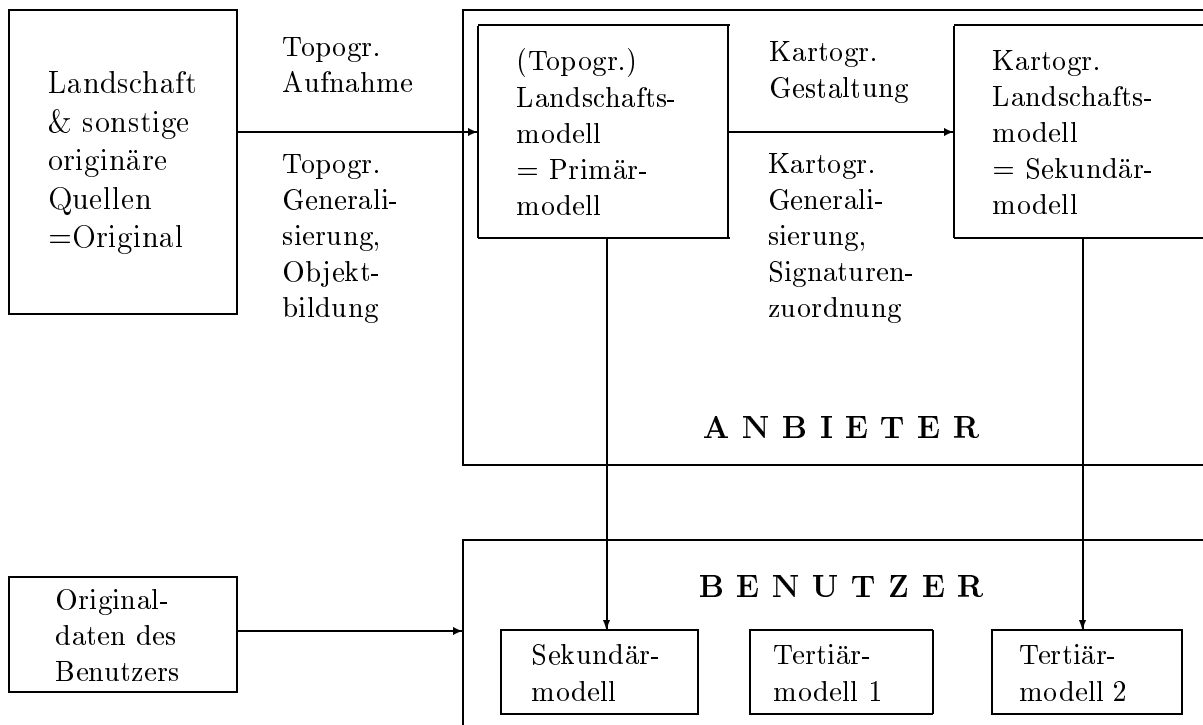 Landschaft
& sonstige
originäre
Quellen
=Original
Topogr.
Aufnahme
Topogr.
Generali-
sierung,
Objekt-
bildung
(Topogr.)
Landschafts-
modell
= Primär-
modell
Kartogr.
Gestaltung
Kartogr.
Generali-
sierung,
Signaturen-
zuordnung
Kartogr.
Landschafts-
modell
= Sekundär-
modell
A N B I E T E R
Original-
daten des
Benutzers
B E N U T Z E R
Sekundär-
modell
Tertiär-
modell 1
Tertiär-
modell 2